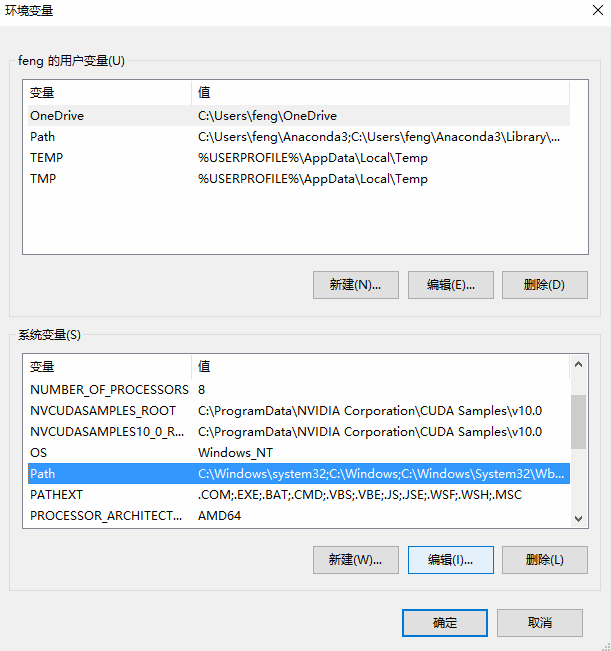 环境变量
feng 的用户变量(U)
变量 值
OneDrive C:\Users\feng\OneDrive
Path C:\Users\feng\Anaconda3;C:\Users\feng\Anaconda3\Library\...
TEMP %USERPROFILE%\AppData\Local\Temp
TMP %USERPROFILE%\AppData\Local\Temp
新建(N)... 编辑(E)... 删除(D)
系统变量(S)
变量 值
NUMBER_OF_PROCESSORS 8
NVCUDASAMPLES_ROOT C:\ProgramData\NVIDIA Corporation\CUDA Samples\v10.0
NVCUDASAMPLES10_0_R... C:\ProgramData\NVIDIA Corporation\CUDA Samples\v10.0
OS Windows_NT
Path C:\Windows\system32;C:\Windows;C:\Windows\System32\Wb...
PATHEXT .COM;.EXE;.BAT;.CMD;.VBS;.VBE;.JS;.JSE;.WSF;.WSH;.MSC
PROCESSOR_ARCHITECT... AMD64
新建(W)... 编辑(I)... 删除(L)
确定 取消